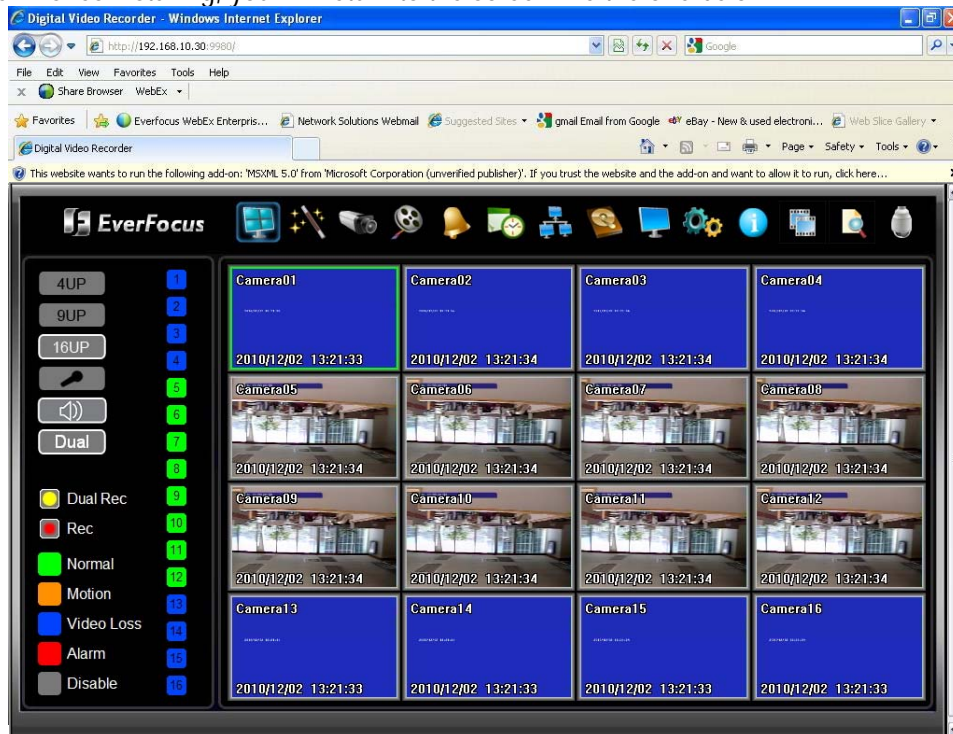 Digital Video Recorder - Windows Internet Explorer
http://192.168.10.30:9980/
Google
File Edit View Favorites Tools Help
x Share Browser WebEx
Favorites Everfocus WebEx Enterpris... Network Solutions Webmail Suggested Sites gmail Email from Google eBay - New & used electroni... Web Slice Gallery
Digital Video Recorder Page Safety Tools
This website wants to run the following add-on: 'MSXML 5.0' from 'Microsoft Corporation (unverified publisher)'. If you trust the website and the add-on and want to allow it to run, click here...
EverFocus
4UP
9UP
16UP
Dual
Dual Rec
Rec
Normal
Motion
Video Loss
Alarm
Disable
1
2
3
4
5
6
7
8
9
10
11
12
13
14
15
16
Camera01 Camera02 Camera03 Camera04
2010/12/02 13:21:33 2010/12/02 13:21:34 2010/12/02 13:21:34 2010/12/02 13:21:34
Camera05 Camera06 Camera07 Camera08
2010/12/02 13:21:34 2010/12/02 13:21:34 2010/12/02 13:21:34 2010/12/02 13:21:34
Camera09 Camera10 Camera11 Camera12
2010/12/02 13:21:34 2010/12/02 13:21:34 2010/12/02 13:21:34 2010/12/02 13:21:34
Camera13 Camera14 Camera15 Camera16
2010/12/02 13:21:33 2010/12/02 13:21:33 2010/12/02 13:21:33 2010/12/02 13:21:33